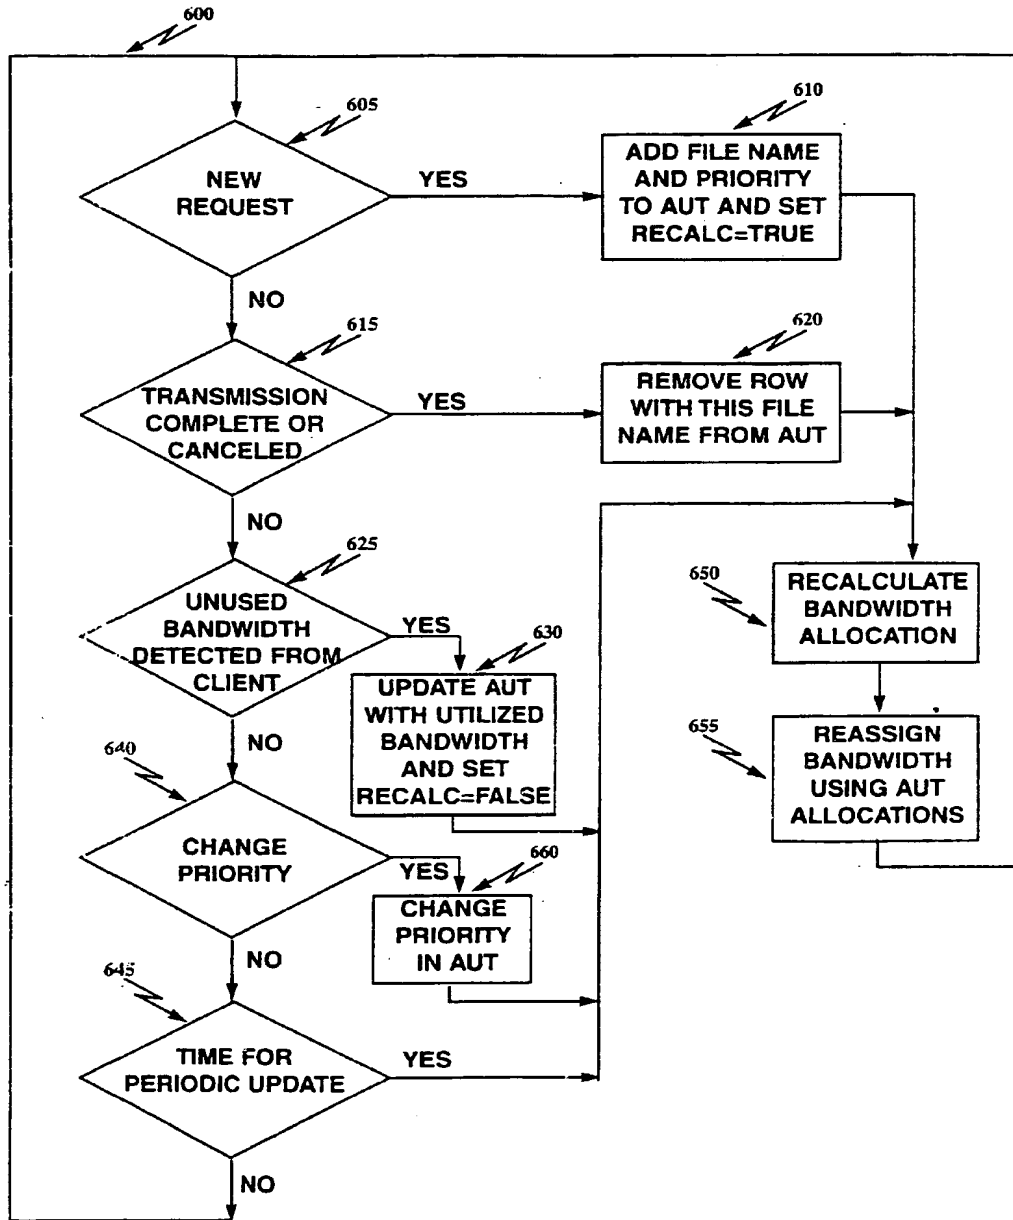 600
605
NEW
REQUEST
YES
610
ADD FILE NAME
AND PRIORITY
TO AUT AND SET
RECALC=TRUE
NO
615
TRANSMISSION
COMPLETE OR
CANCELED
YES
620
REMOVE ROW
WITH THIS FILE
NAME FROM AUT
NO
625
UNUSED
BANDWIDTH
DETECTED FROM
CLIENT
YES
630
UPDATE AUT
WITH UTILIZED
BANDWIDTH
AND SET
RECALC=FALSE
650
RECALCULATE
BANDWIDTH
ALLOCATION
655
REASSIGN
BANDWIDTH
USING AUT
ALLOCATIONS
NO
640
CHANGE
PRIORITY
YES
660
CHANGE
PRIORITY
IN AUT
NO
645
TIME FOR
PERIODIC UPDATE
YES
NO